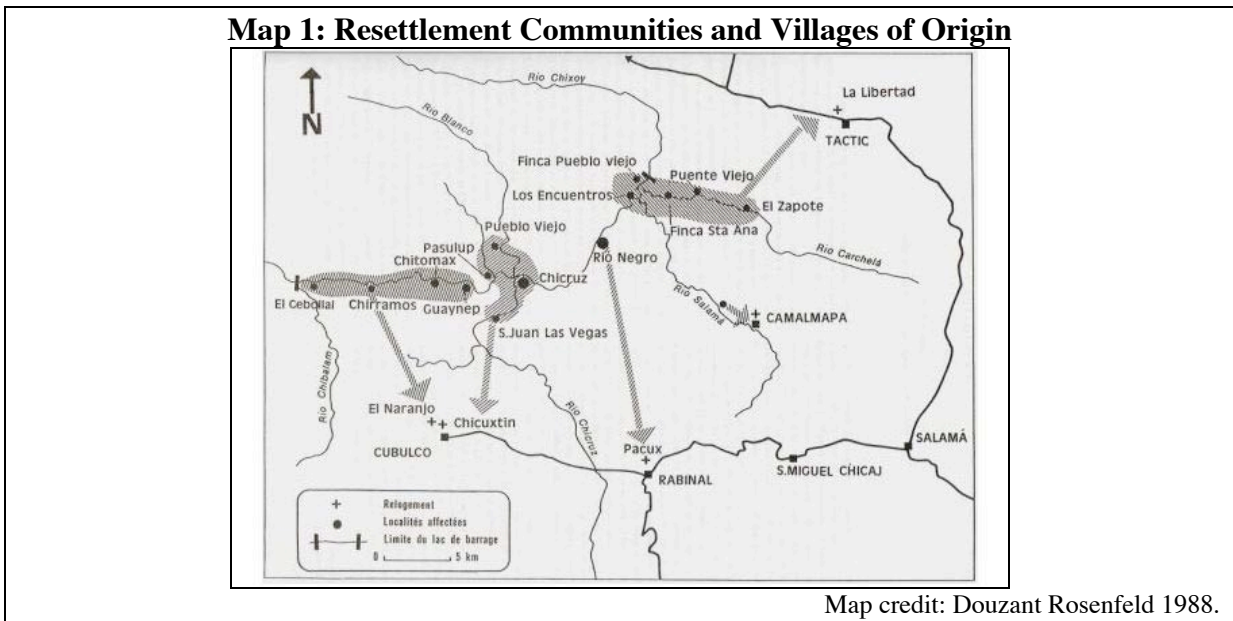 Map 1: Resettlement Communities and Villages of Origin
N
Rio Chixoy
Rio Blanco
La Libertad
TACTIC
Finca Pueblo viejo
Puente Viejo
Los Encuentros
El Zapote
Finca Sta Ana
Pueblo Viejo
Pasulup
Chitomax
Chicruz
Río Negro
Rio Carchelá
El Cebollal
Chirramos
Guaynep
S.Juan Las Vegas
Rio Salamá
CAMALMAPA
Rio Chibalam
El Naranjo
Chicuxtin
CUBULCO
Rio Chicruz
Pacux
RABINAL
S.MIGUEL CHICAJ
SALAMÁ
Relogement
Localités affectées
Limite du lac de barrage
0 5 km
Map credit: Douzant Rosenfeld 1988.